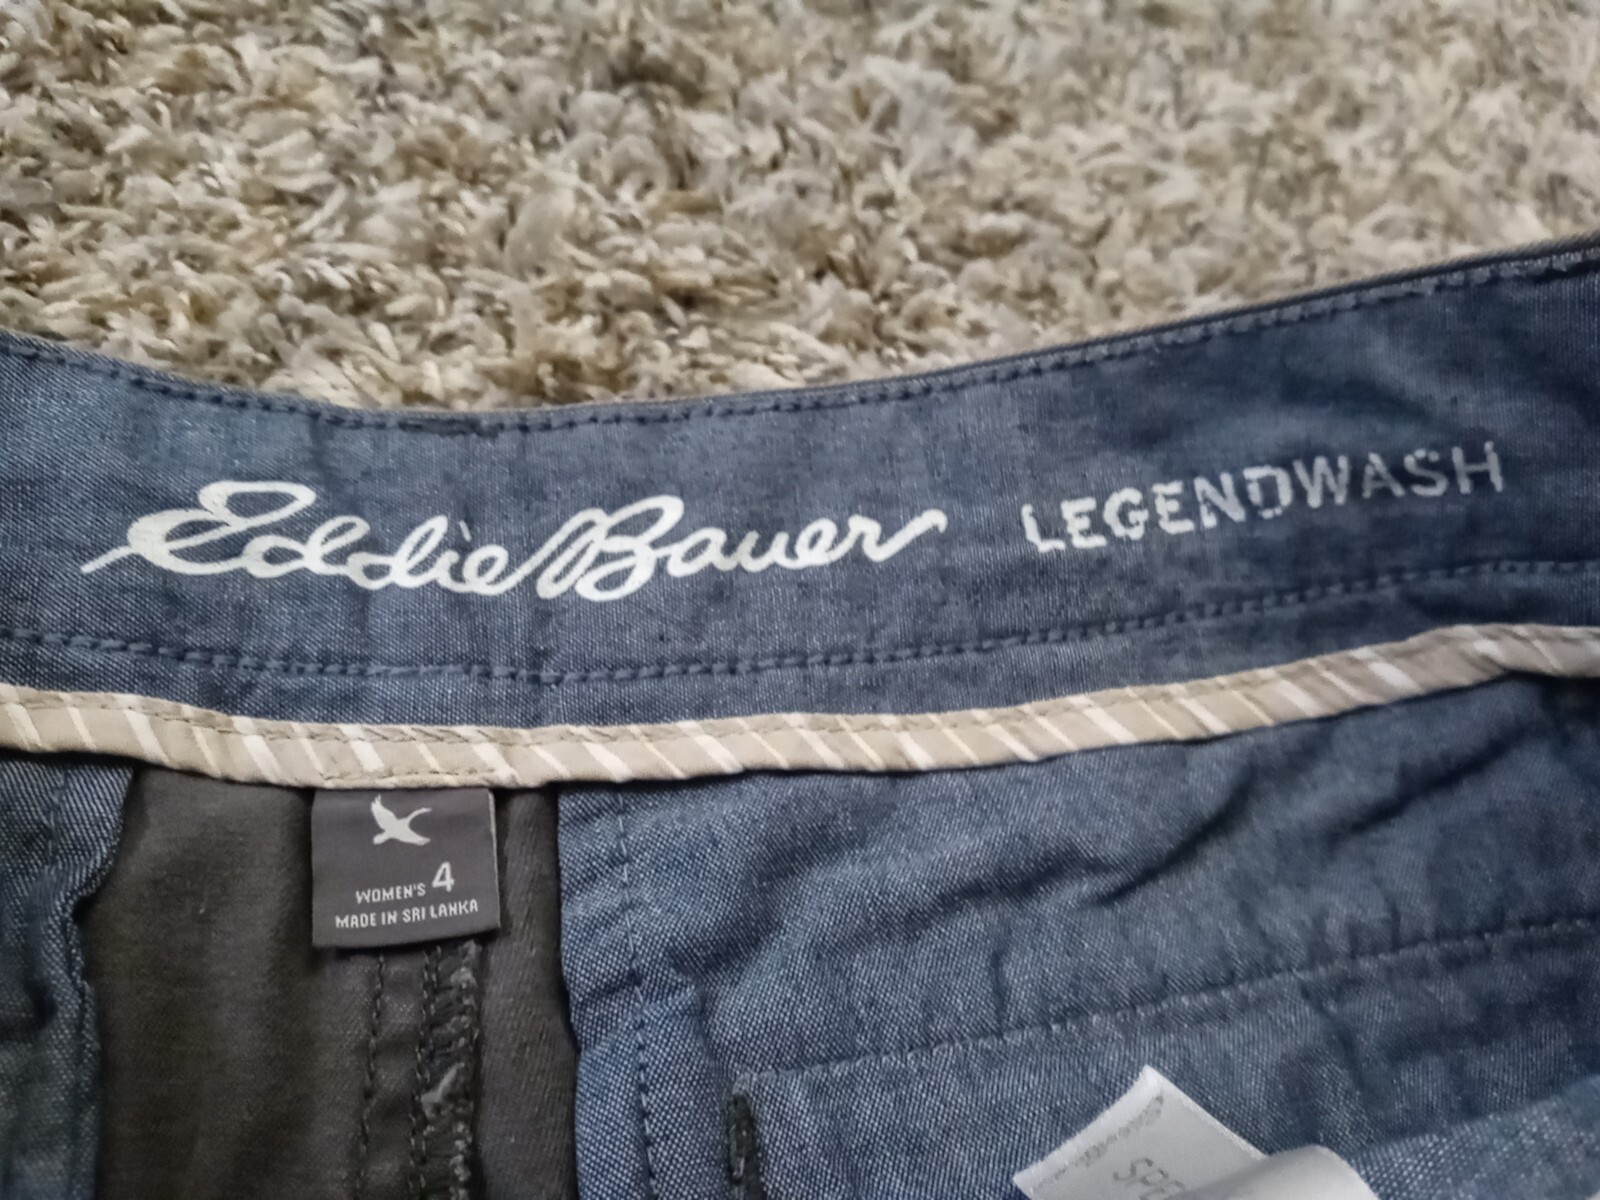 Eddie Bauer LEGENDWASH
WOMEN'S 4
MADE IN SRI LANKA